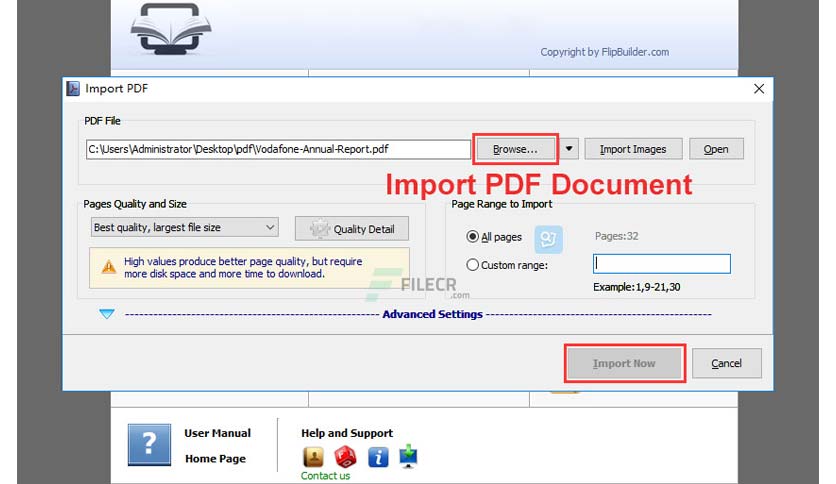 Copyright by FlipBuilder.com
Import PDF
PDF File
C:\Users\Administrator\Desktop\pdf\Vodafone-Annual-Report.pdf
Browse...
Import Images
Open
Import PDF Document
Pages Quality and Size
Page Range to Import
Best quality, largest file size
Quality Detail
All pages
Pages:32
High values produce better page quality, but require
more disk space and more time to download.
Custom range:
Example:1,9-21,30
FILECR
.com
Advanced Settings
Import Now
Cancel
?
User Manual
Home Page
Help and Support
Contact us